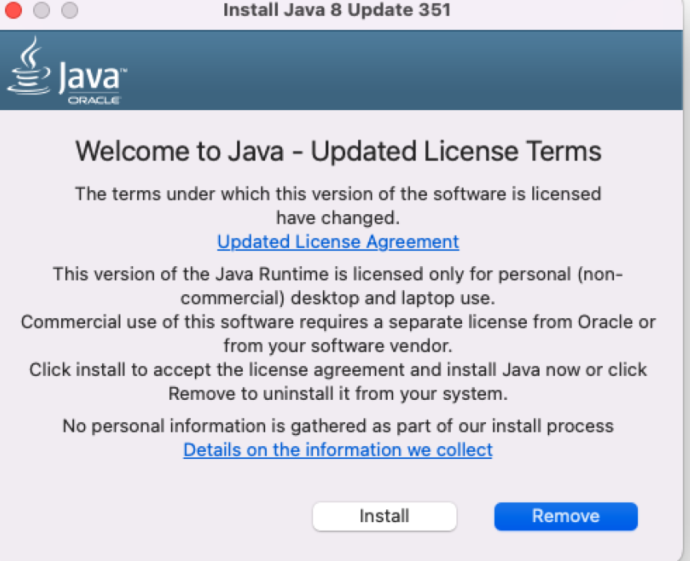 Install Java 8 Update 351
Java™
ORACLE
Welcome to Java - Updated License Terms
The terms under which this version of the software is licensed
have changed.
Updated License Agreement
This version of the Java Runtime is licensed only for personal (non-
commercial) desktop and laptop use.
Commercial use of this software requires a separate license from Oracle or
from your software vendor.
Click install to accept the license agreement and install Java now or click
Remove to uninstall it from your system.
No personal information is gathered as part of our install process
Details on the information we collect
Install
Remove